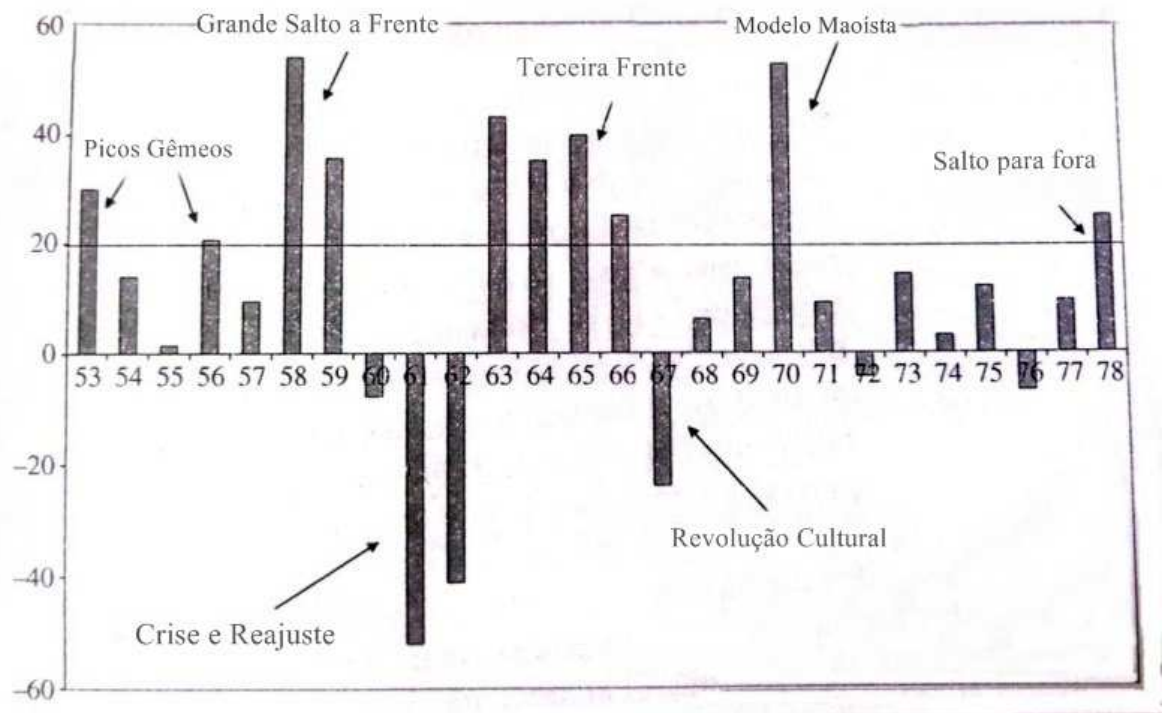 60
Grande Salto a Frente
Modelo Maoísta
Terceira Frente
40
Picos Gêmeos
Salto para fora
20
0
53 54 55 56 57 58 59 60 61 62 63 64 65 66 67 68 69 70 71 72 73 74 75 76 77 78
–20
Revolução Cultural
–40
Crise e Reajuste
–60